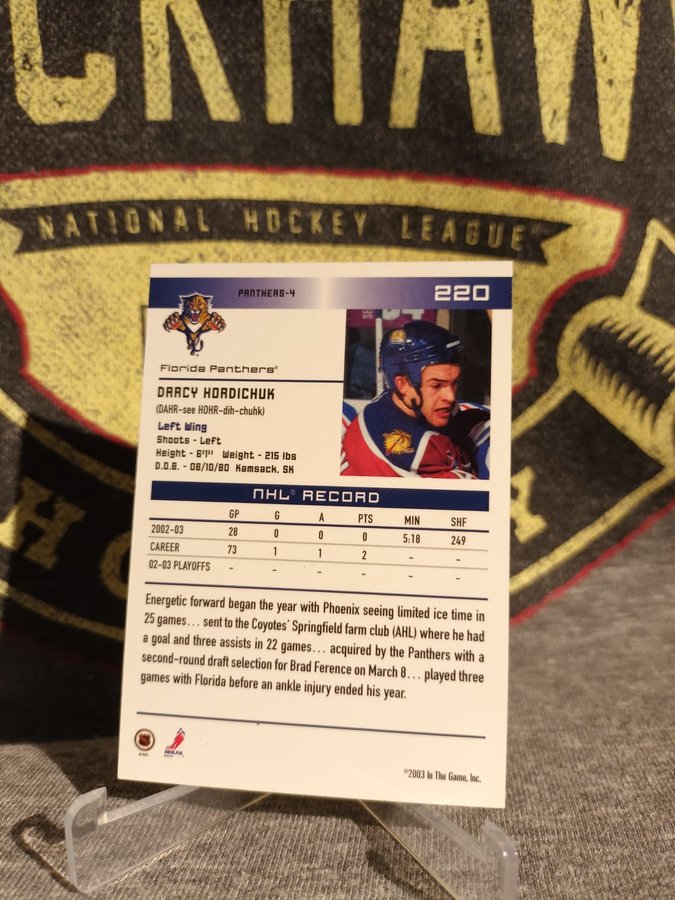 CKHAW
NATIONAL HOCKEY LEAGUE
PANTHERS-4 220
Florida Panthers®
DARCY HORDICHUK
(DAHR-see HOHR-dih-chuhk)
Left Wing
Shoots - Left
Height - 6'1" Weight - 215 lbs
D.O.B. - 08/10/80 Kamsack, SK
NHL® RECORD
GP G A PTS MIN SHF
2002-03 28 0 0 0 5:18 249
CAREER 73 1 1 2 - -
02-03 PLAYOFFS - - - - - -
Energetic forward began the year with Phoenix seeing limited ice time in
25 games... sent to the Coyotes' Springfield farm club (AHL) where he had
a goal and three assists in 22 games... acquired by the Panthers with a
second-round draft selection for Brad Ference on March 8... played three
games with Florida before an ankle injury ended his year.
NHL
NHLPA
©2003 In The Game, Inc.